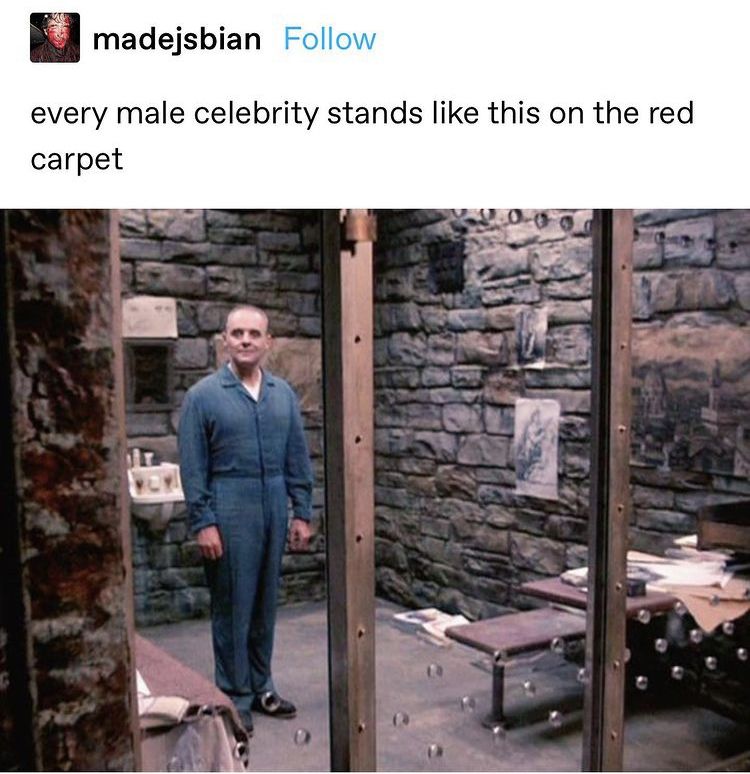 madejsbian Follow
every male celebrity stands like this on the red
carpet